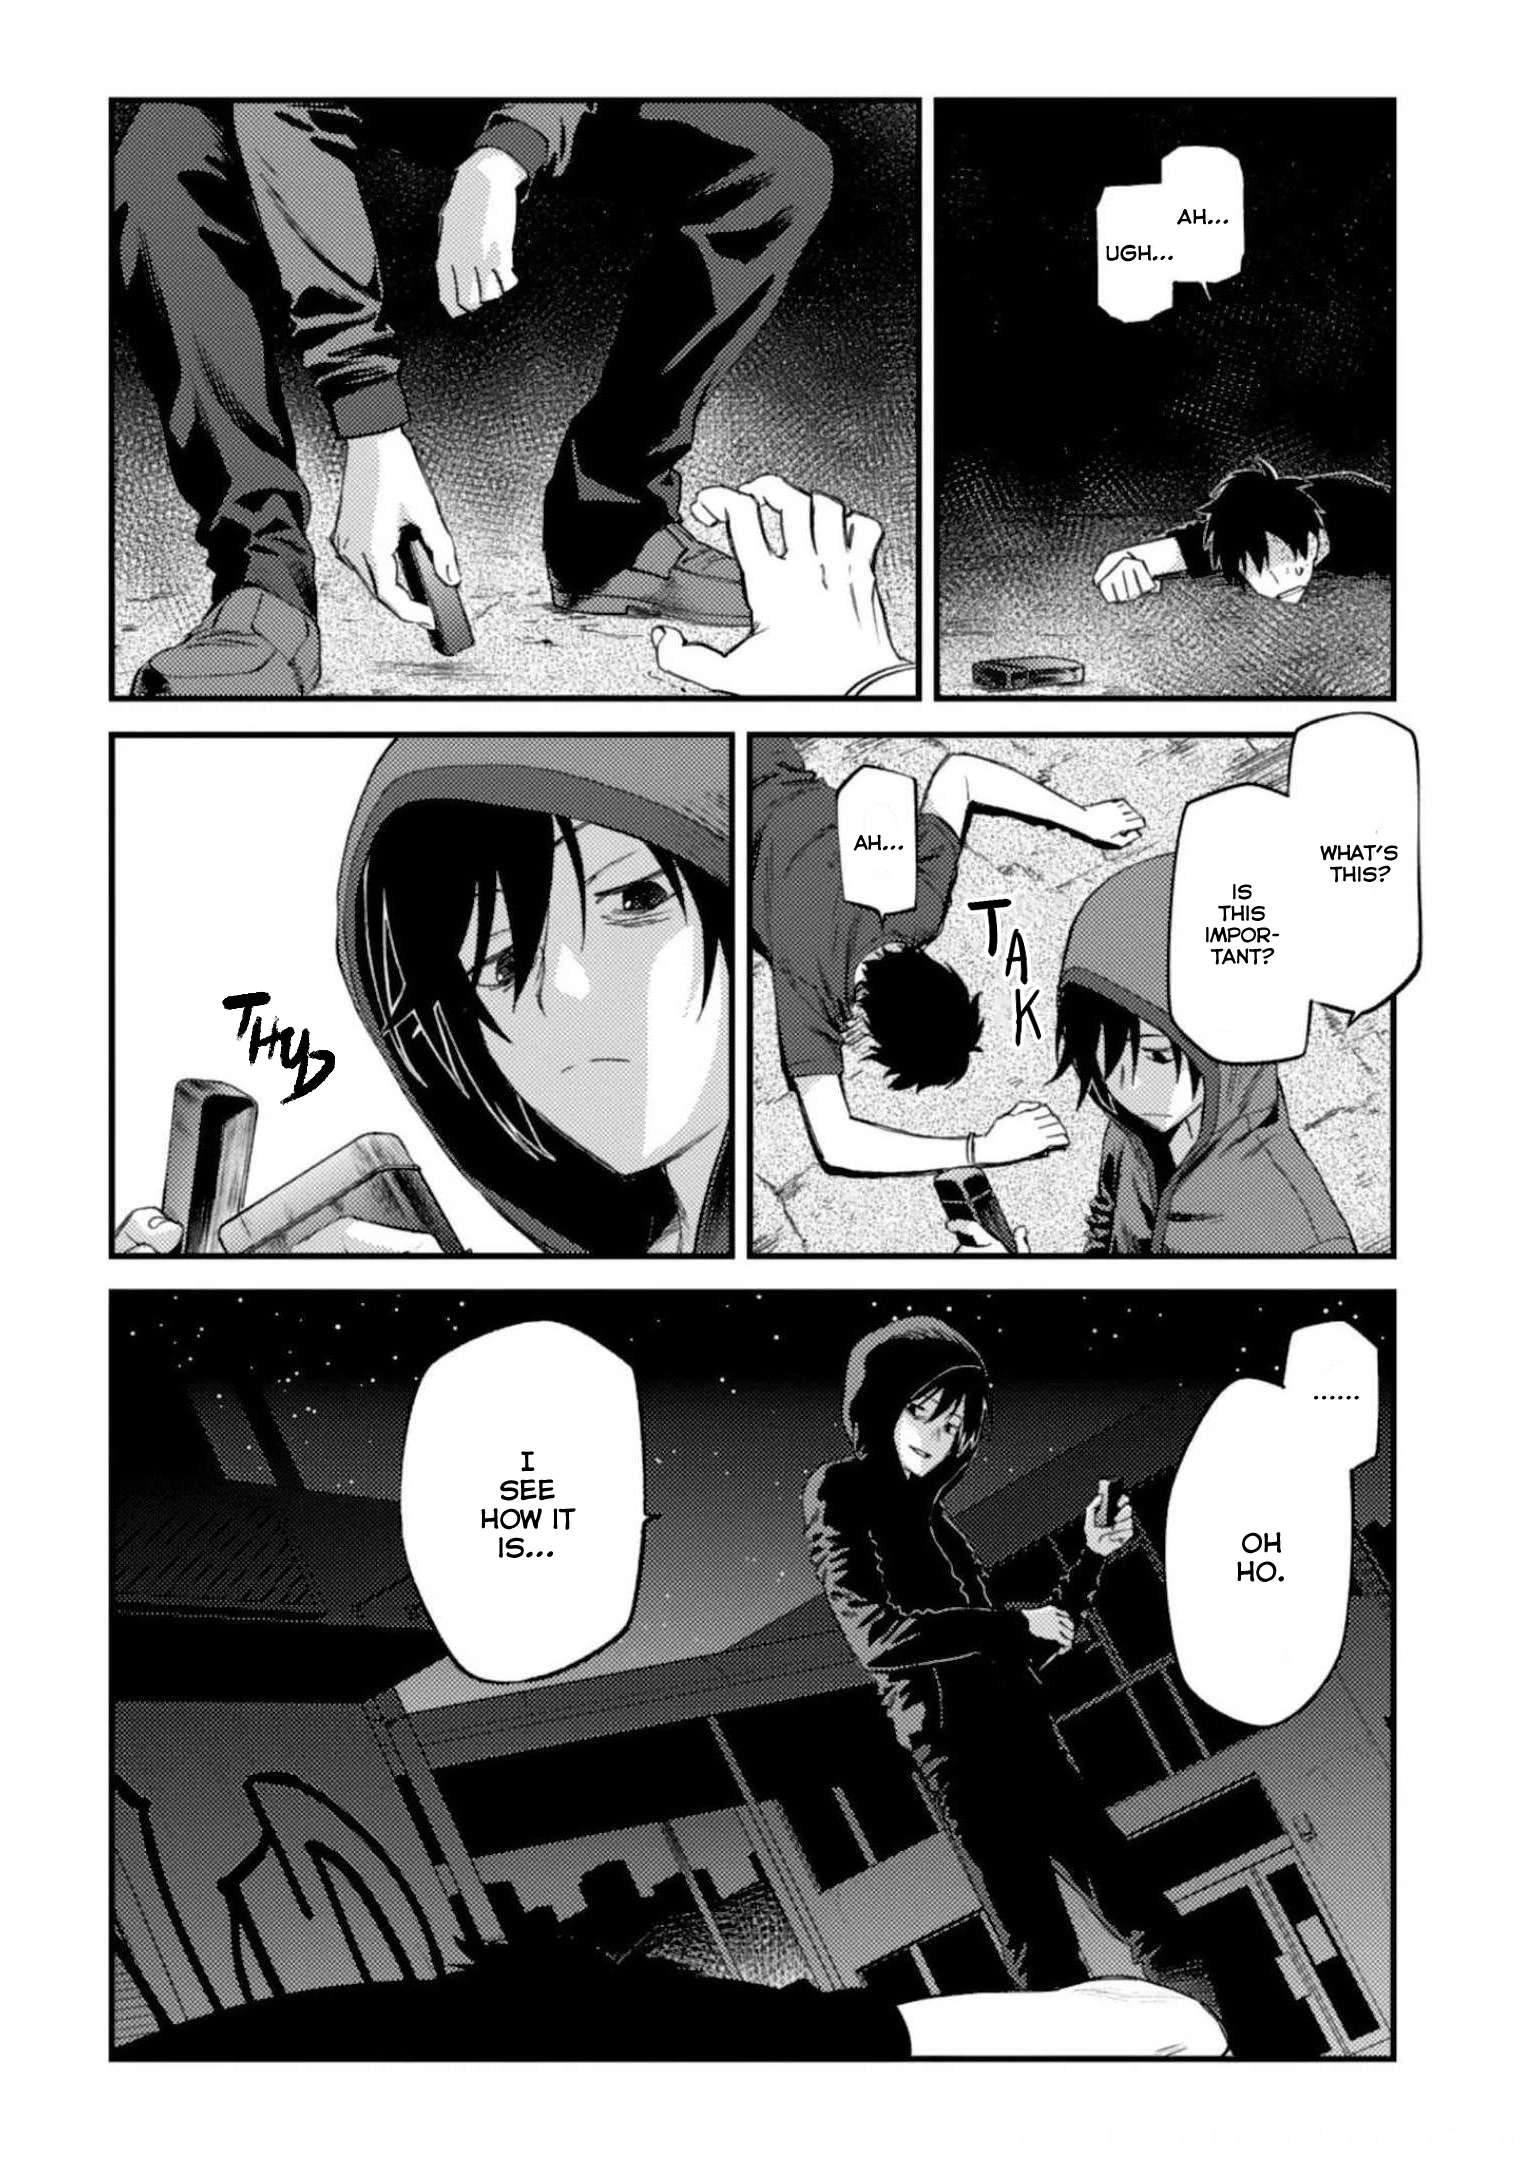 AH...
UGH...
WHAT'S
THIS?
IS
THIS
IMPOR-
TANT?
TAK
AH...
THUD
......
OH
HO.
I
SEE
HOW IT
IS...